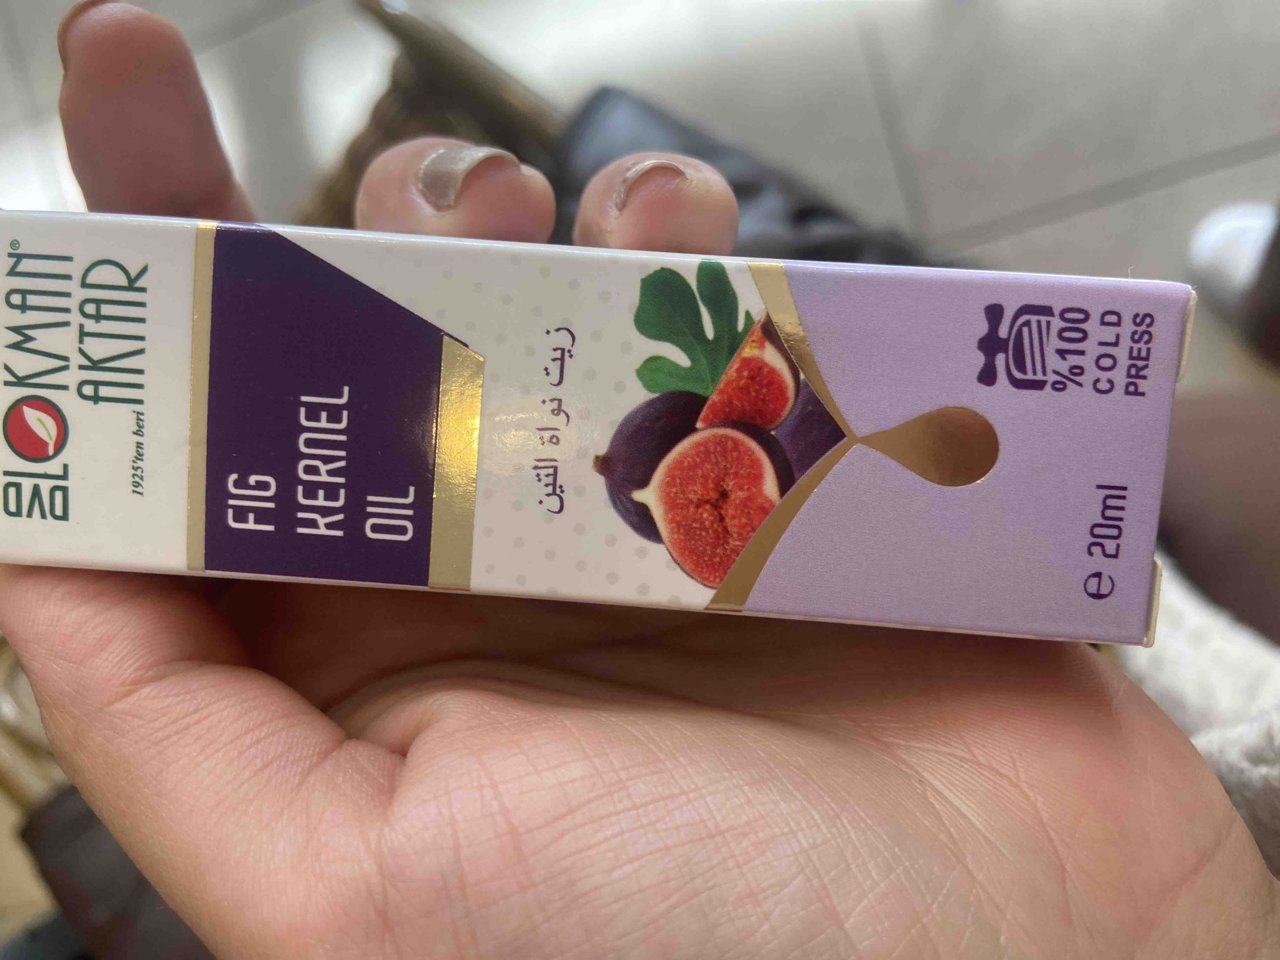 LOKMAN®
AKTAR
1925'ten beri
FIG
KERNEL
OIL
زيت نواة التين
%100
COLD
PRESS
e 20ml